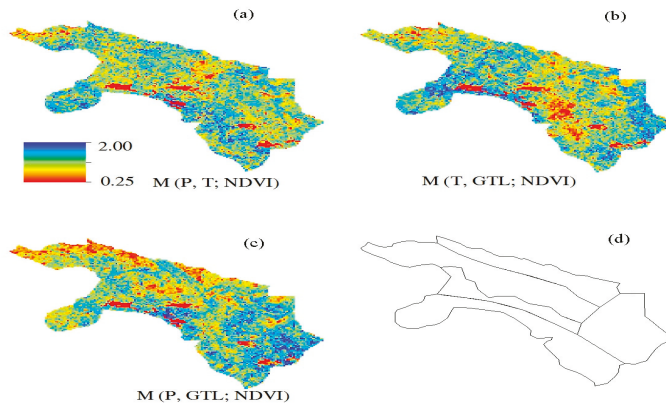 (a)
(b)
2.00
0.25
M (P, T; NDVI)
M (T, GTL; NDVI)
(c)
(d)
M (P, GTL; NDVI)